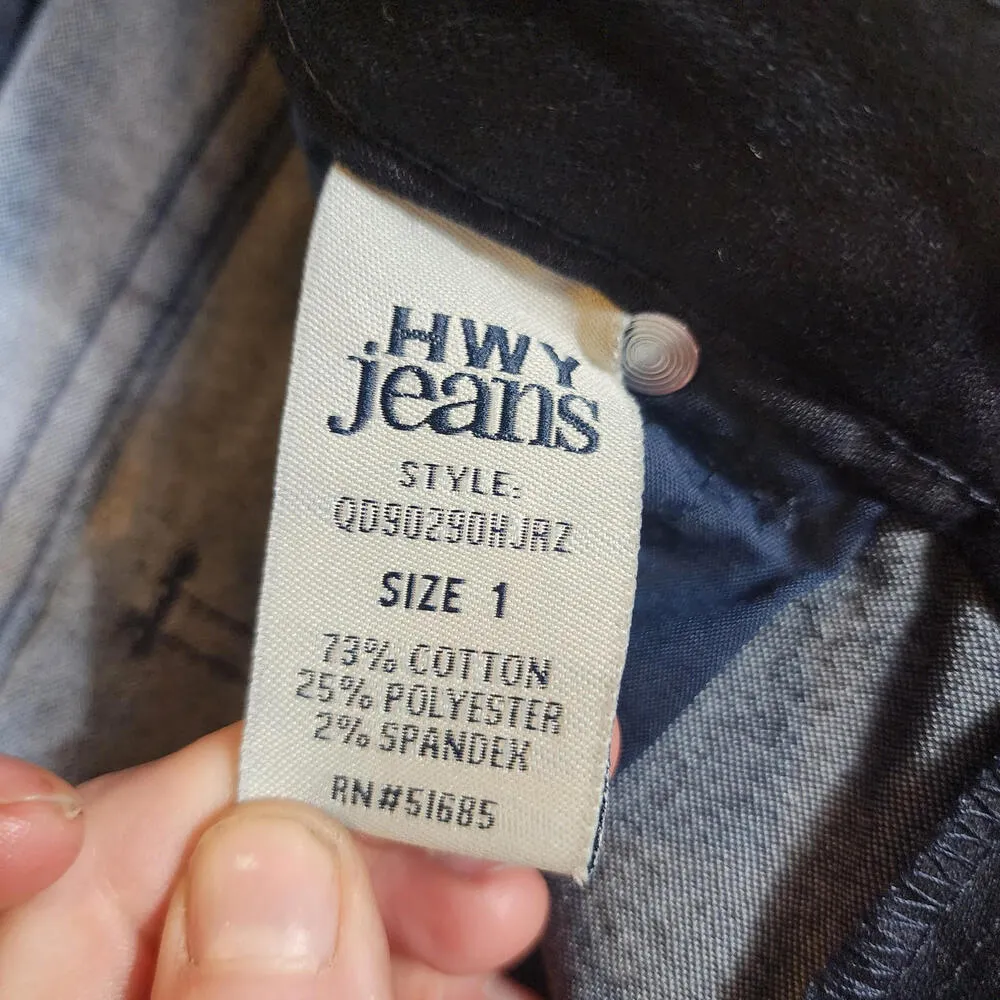 HWY
jeans
STYLE:
QD90290HJRZ
SIZE 1
73% COTTON
25% POLYESTER
2% SPANDEX
RN#51685